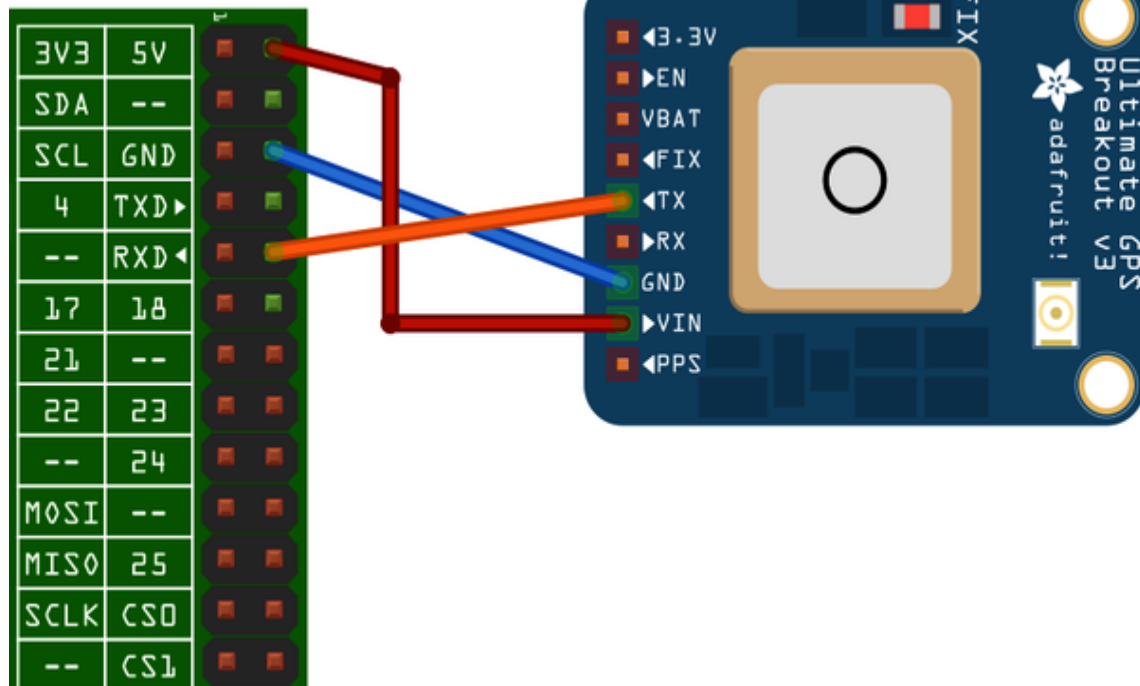 1
3V3 5V
SDA --
SCL GND
4 TXD▶
-- RXD◀
17 18
21 --
22 23
-- 24
MOSI --
MISO 25
SCLK CS0
-- CS1
◀3.3V
▶EN
VBAT
◀FIX
◀TX
▶RX
GND
▶VIN
◀PPS
FIX
adafruit!
Ultimate GPS
Breakout v3